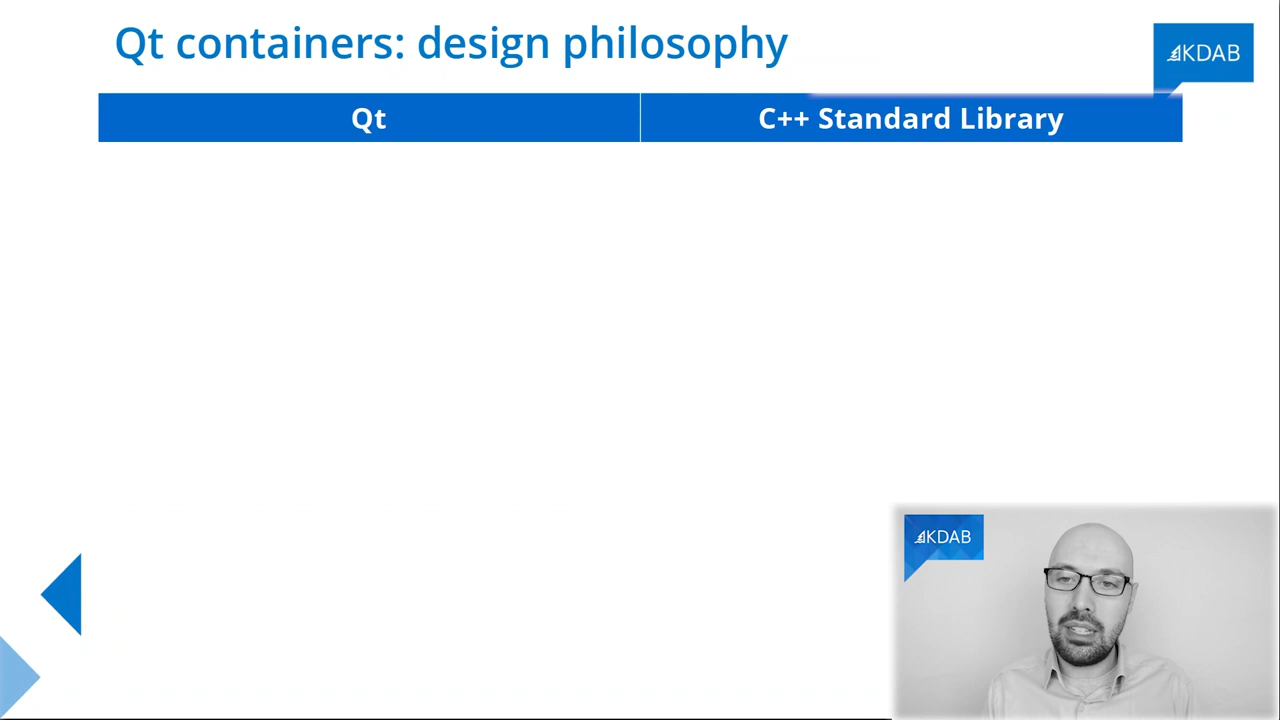 Qt containers: design philosophy
KDAB
Qt
C++ Standard Library
KDAB